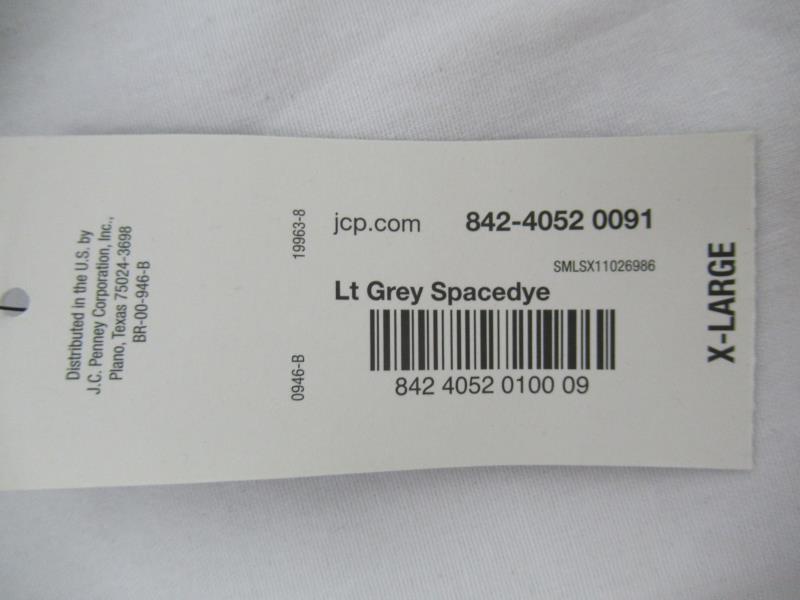 Distributed in the U.S. by
J.C. Penney Corporation, Inc.,
Plano, Texas 75024-3698
BR-00-946-B
19963-8
0946-B
jcp.com 842-4052 0091
SMLSX11026986
Lt Grey Spacedye
842 4052 0100 09
X-LARGE